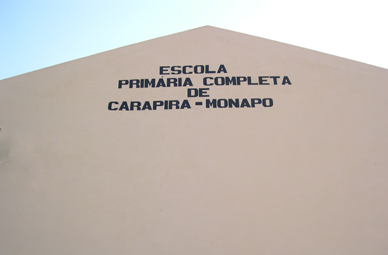 ESCOLA
PRIMÁRIA COMPLETA
DE
CARAPIRA - MONAPO